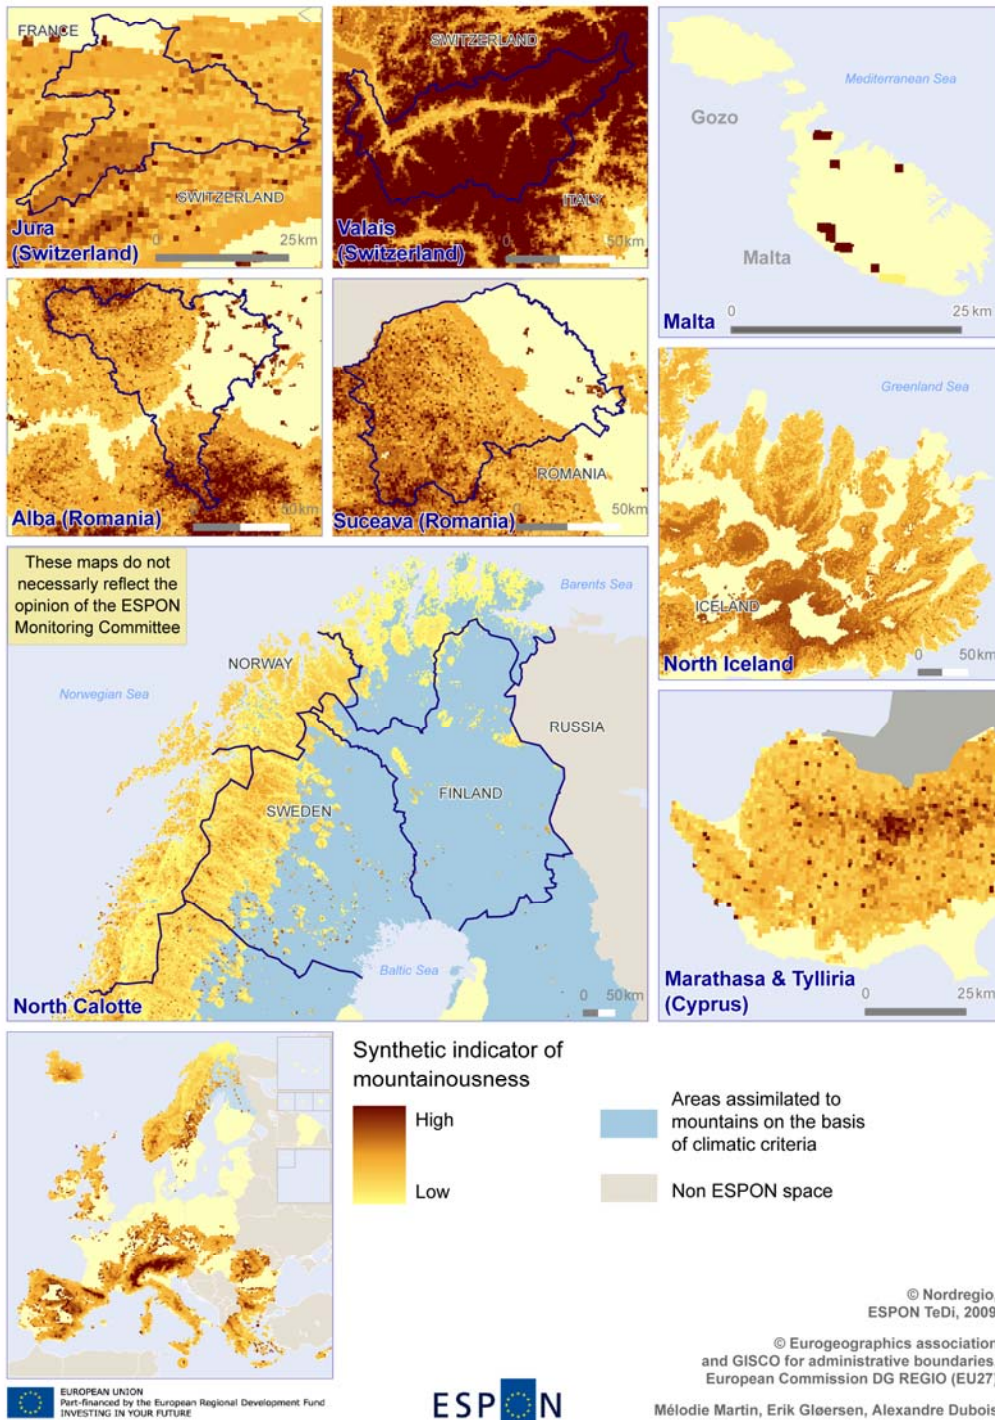 FRANCE
SWITZERLAND
Jura
(Switzerland)
0
25km
SWITZERLAND
ITALY
Valais
(Switzerland)
0
50km
Mediterranean Sea
Gozo
Malta
0
25km
Malta
Alba (Romania)
0
50km
ROMANIA
Suceava (Romania)
0
50km
Greenland Sea
ICELAND
North Iceland
0
50km
These maps do not
necessarly reflect the
opinion of the ESPON
Monitoring Committee
Barents Sea
NORWAY
Norwegian Sea
RUSSIA
SWEDEN
FINLAND
Baltic Sea
North Calotte
0
50km
Marathasa & Tylliria
(Cyprus)
0
25km
Synthetic indicator of
mountainousness
High
Low
Areas assimilated to
mountains on the basis
of climatic criteria
Non ESPON space
© Nordregio,
ESPON TeDi, 2009
© Eurogeographics association
and GISCO for administrative boundaries,
European Commission DG REGIO (EU27)
Mélodie Martin, Erik Gløersen, Alexandre Dubois
EUROPEAN UNION
Part-financed by the European Regional Development Fund
INVESTING IN YOUR FUTURE
ESPON